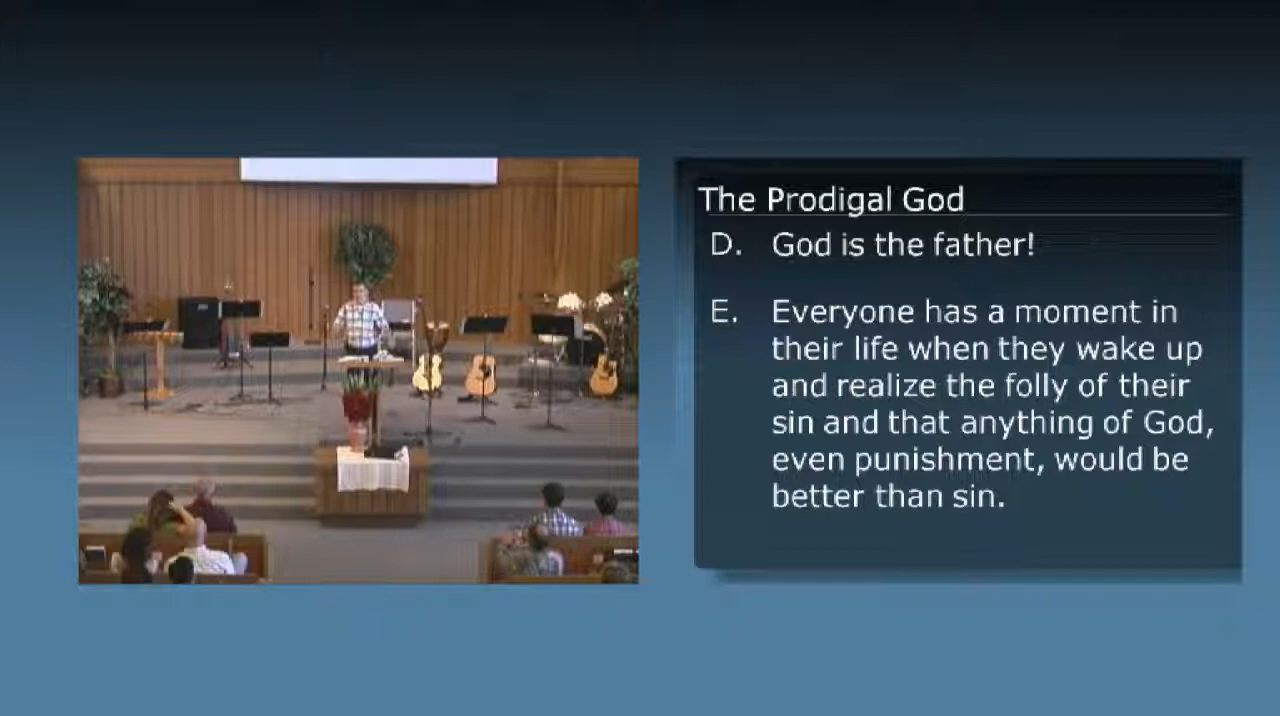 The Prodigal God
D. God is the father!
E. Everyone has a moment in
their life when they wake up
and realize the folly of their
sin and that anything of God,
even punishment, would be
better than sin.